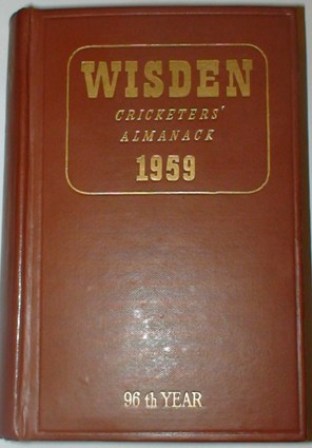 WISDEN
CRICKETERS'
ALMANACK
1959
96 th YEAR